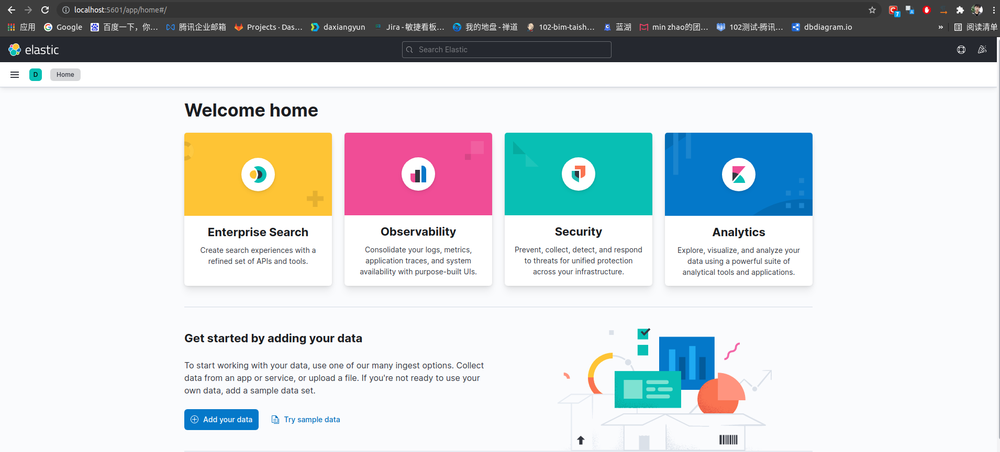 localhost:5601/app/home#/
7
应用
Google
百度一下，你...
腾讯企业邮箱
Projects · Das...
daxiangyun
Jira - 敏捷看板...
我的地盘 - 禅道
102-bim-taish...
蓝湖
min zhao的团...
102测试-腾讯...
dbdiagram.io
»
阅读清单
elastic
Search Elastic
D
Home
Welcome home
Enterprise Search
Create search experiences with a
refined set of APIs and tools.
Observability
Consolidate your logs, metrics,
application traces, and system
availability with purpose-built UIs.
Security
Prevent, collect, detect, and respond
to threats for unified protection
across your infrastructure.
Analytics
Explore, visualize, and analyze your
data using a powerful suite of
analytical tools and applications.
Get started by adding your data
To start working with your data, use one of our many ingest options. Collect
data from an app or service, or upload a file. If you're not ready to use your
own data, add a sample data set.
Add your data
Try sample data